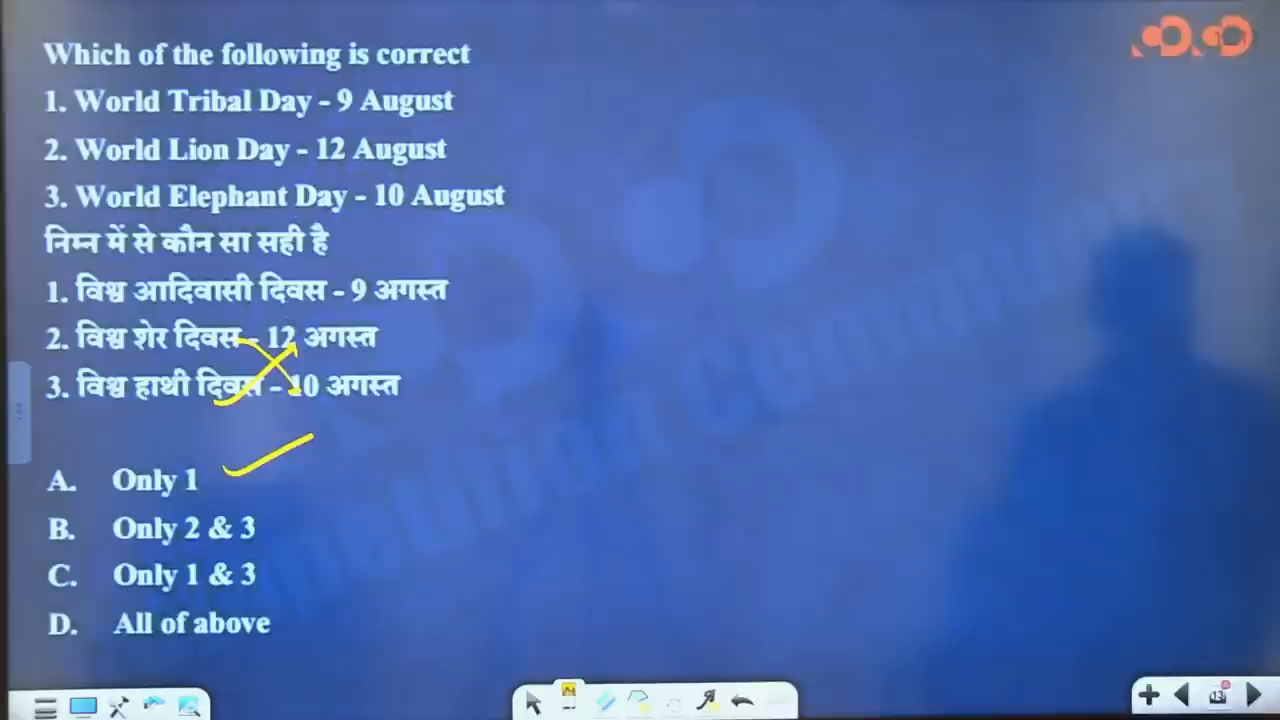 Which of the following is correct
1. World Tribal Day - 9 August
2. World Lion Day - 12 August
3. World Elephant Day - 10 August
निम्न में से कौन सा सही है
1. विश्व आदिवासी दिवस - 9 अगस्त
2. विश्व शेर दिवस - 12 अगस्त
3. विश्व हाथी दिवस - 10 अगस्त
A. Only 1
B. Only 2 & 3
C. Only 1 & 3
D. All of above
13